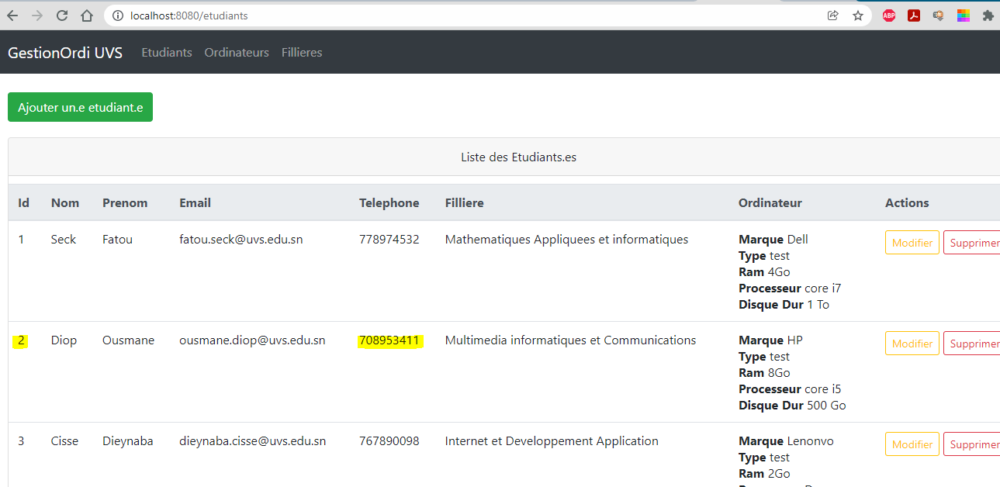 localhost:8080/etudiants
ABP
GestionOrdi UVS Etudiants Ordinateurs Fillieres
Ajouter un.e etudiant.e
Liste des Etudiants.es
Id Nom Prenom Email Telephone Filliere Ordinateur Actions
1 Seck Fatou fatou.seck@uvs.edu.sn 778974532 Mathematiques Appliquees et informatiques Marque Dell Modifier Supprimer
Type test
Ram 4Go
Processeur core i7
Disque Dur 1 To
2 Diop Ousmane ousmane.diop@uvs.edu.sn 708953411 Multimedia informatiques et Communications Marque HP Modifier Supprimer
Type test
Ram 8Go
Processeur core i5
Disque Dur 500 Go
3 Cisse Dieynaba dieynaba.cisse@uvs.edu.sn 767890098 Internet et Developpement Application Marque Lenonvo Modifier Supprimer
Type test
Ram 2Go